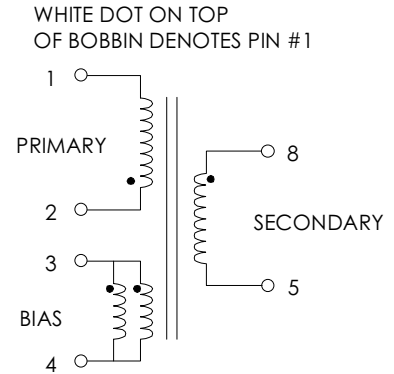 WHITE DOT ON TOP
OF BOBBIN DENOTES PIN #1
1
PRIMARY
2
3
BIAS
4
8
SECONDARY
5